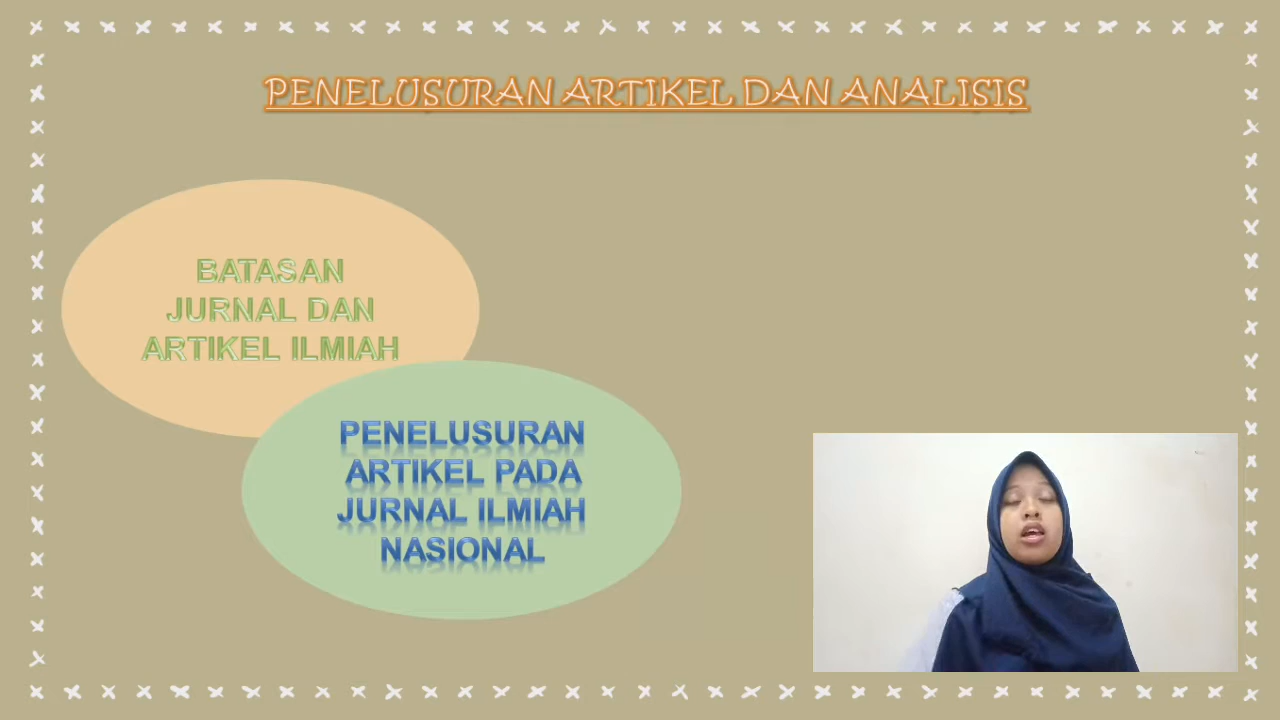 PENELUSURAN ARTIKEL DAN ANALISIS
BATASAN
JURNAL DAN
ARTIKEL ILMIAH
PENELUSURAN
ARTIKEL PADA
JURNAL ILMIAH
NASIONAL